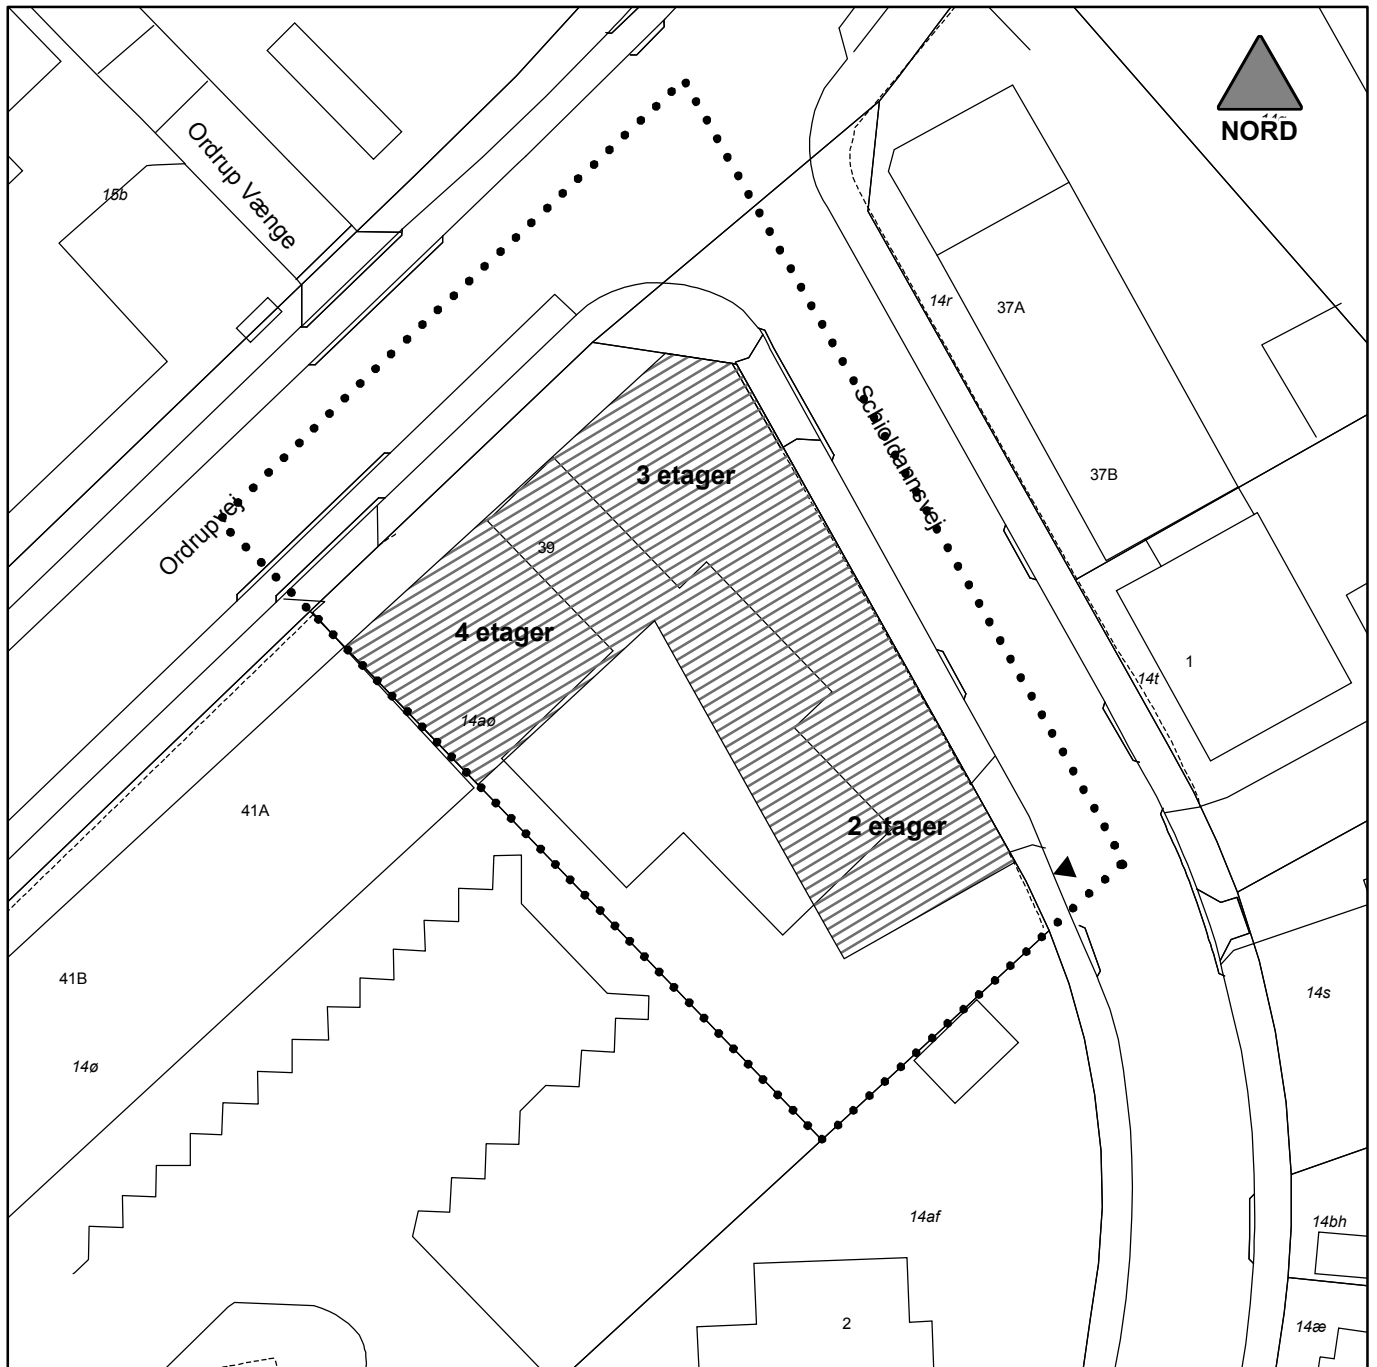 NORD
Ordrup Vænge
15b
14r
37A
Schioldannsvej
3 etager
37B
Ordrupvej
39
4 etager
1
14t
14aø
41A
2 etager
41B
14s
14ø
14af
14bh
2
14æ